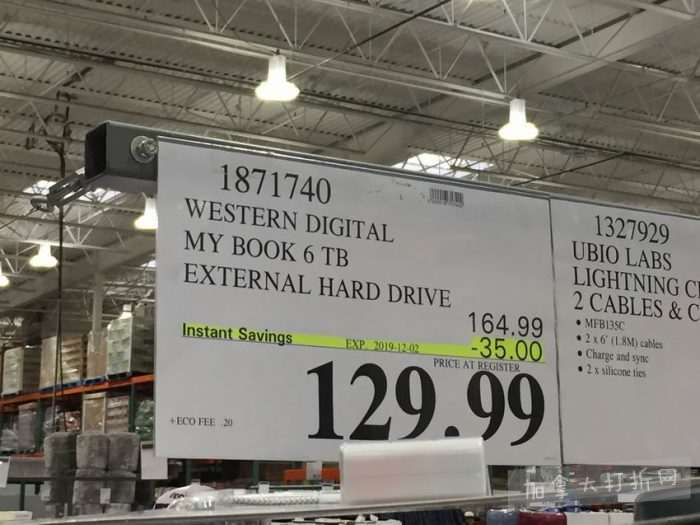 1871740
WESTERN DIGITAL
MY BOOK 6 TB
EXTERNAL HARD DRIVE
164.99
Instant Savings EXP. 2019-12-02 -35.00
PRICE AT REGISTER
129.99
+ECO FEE .20
1327929
UBIO LABS
LIGHTNING
2 CABLES &
• MFB135C
• 2 x 6' (1.8M) cables
• Charge and sync
• 2 x silicone ties
加拿大打折网